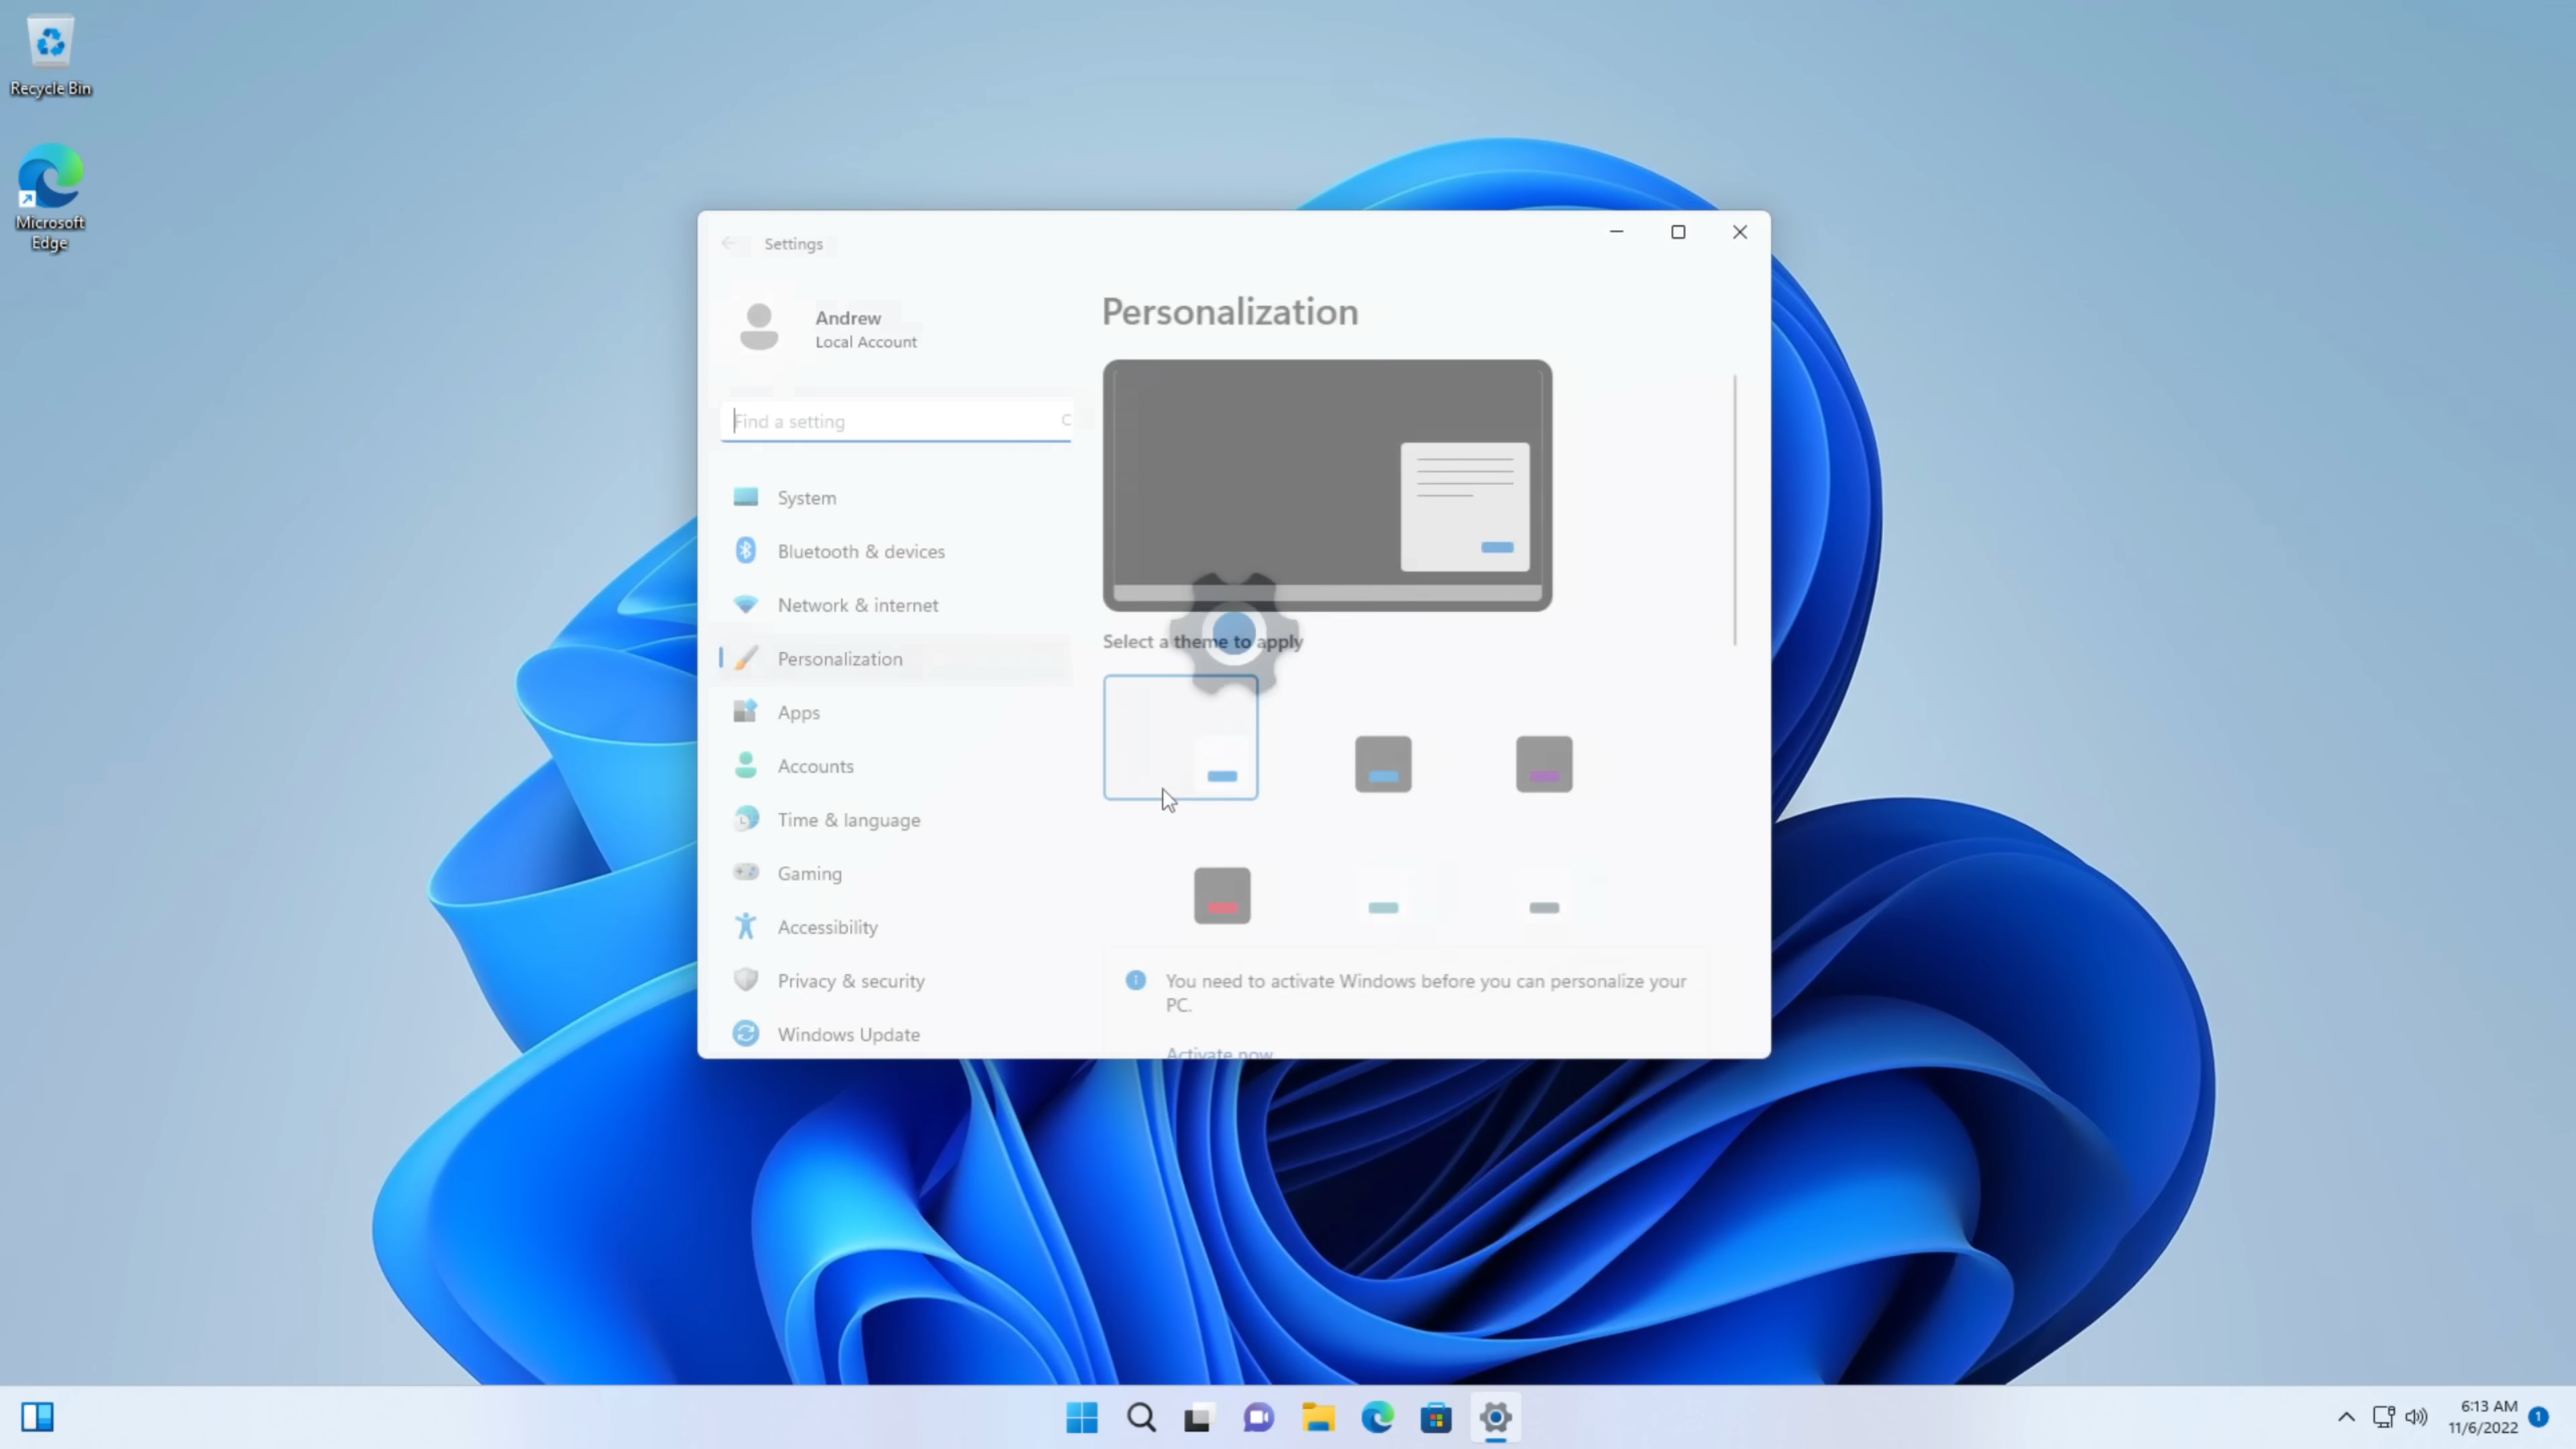 Recycle Bin
Microsoft
Edge
Settings
Andrew
Local Account
Find a setting
System
Bluetooth & devices
Network & internet
Personalization
Apps
Accounts
Time & language
Gaming
Accessibility
Privacy & security
Windows Update
Personalization
Select a theme to apply
You need to activate Windows before you can personalize your
PC.
Activate now
6:13 AM
11/6/2022
1